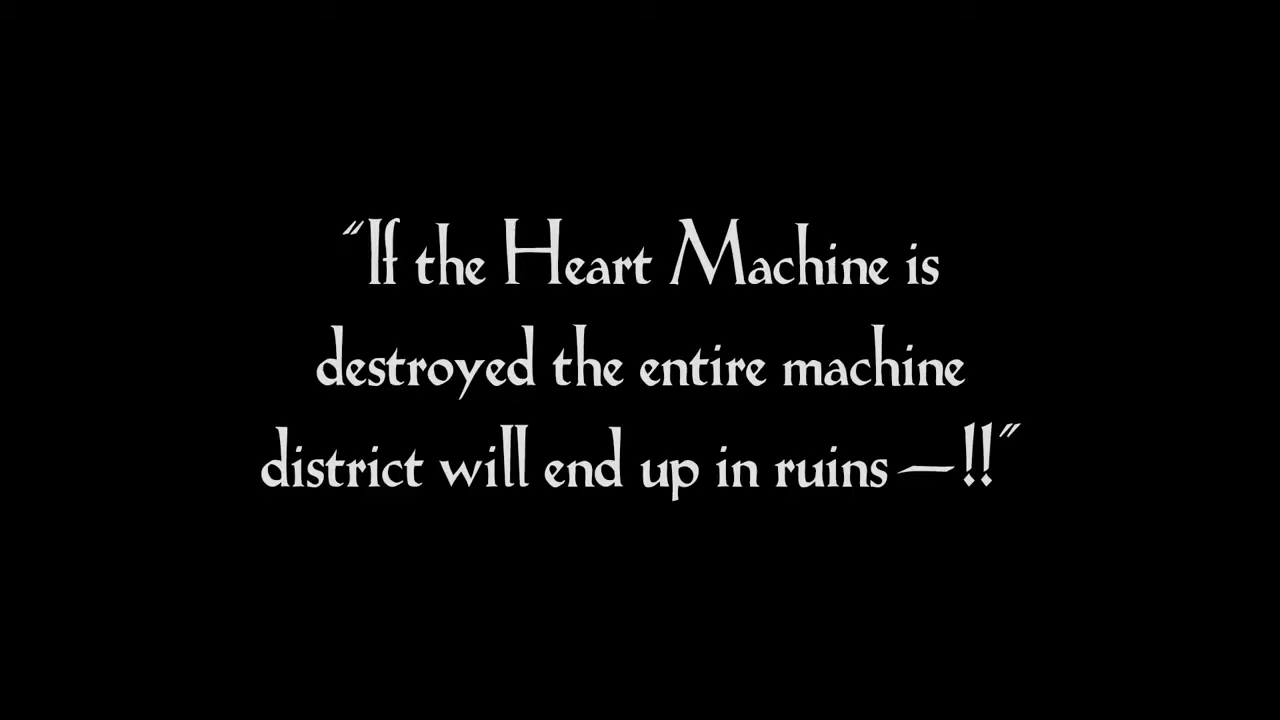 "If the Heart Machine is
destroyed the entire machine
district will end up in ruins —!!"